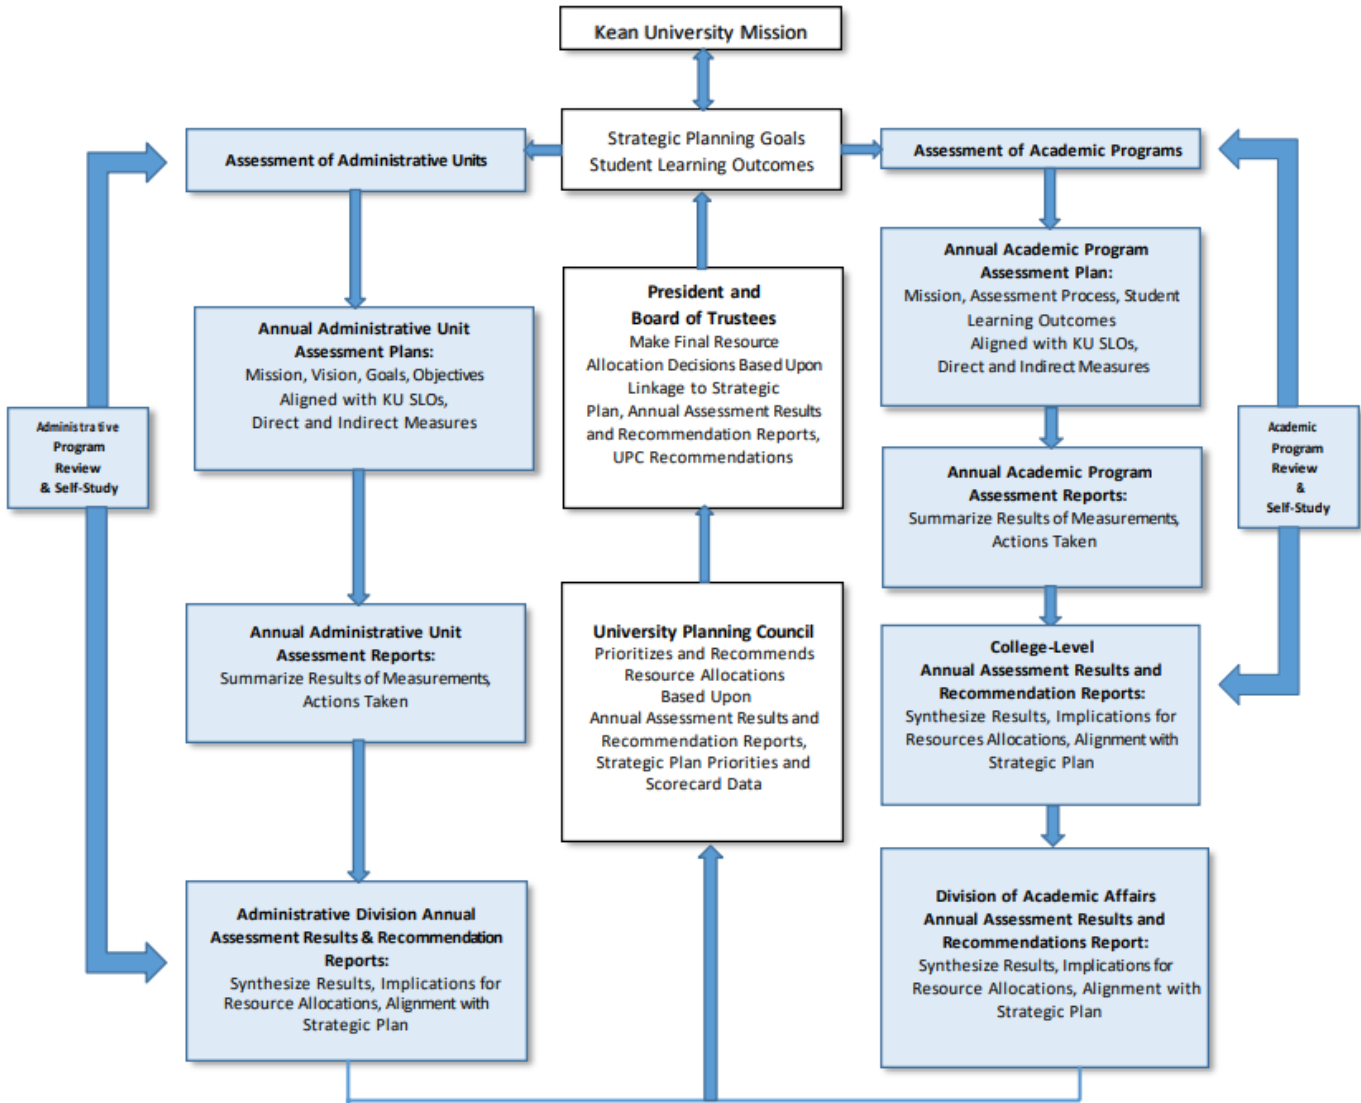 Kean University Mission
Strategic Planning Goals
Student Learning Outcomes
Assessment of Administrative Units
Assessment of Academic Programs
Annual Administrative Unit
Assessment Plans:
Mission, Vision, Goals, Objectives
Aligned with KU SLOs,
Direct and Indirect Measures
President and
Board of Trustees
Make Final Resource
Allocation Decisions Based Upon
Linkage to Strategic
Plan, Annual Assessment Results
and Recommendation Reports,
UPC Recommendations
Annual Academic Program
Assessment Plan:
Mission, Assessment Process, Student
Learning Outcomes
Aligned with KU SLOs,
Direct and Indirect Measures
Administrative
Program
Review
& Self-Study
Academic
Program
Review
&
Self-Study
Annual Academic Program
Assessment Reports:
Summarize Results of Measurements,
Actions Taken
Annual Administrative Unit
Assessment Reports:
Summarize Results of Measurements,
Actions Taken
University Planning Council
Prioritizes and Recommends
Resource Allocations
Based Upon
Annual Assessment Results and
Recommendation Reports,
Strategic Plan Priorities and
Scorecard Data
College-Level
Annual Assessment Results and
Recommendation Reports:
Synthesize Results, Implications for
Resources Allocations, Alignment with
Strategic Plan
Administrative Division Annual
Assessment Results & Recommendation
Reports:
Synthesize Results, Implications for
Resource Allocations, Alignment with
Strategic Plan
Division of Academic Affairs
Annual Assessment Results and
Recommendations Report:
Synthesize Results, Implications for
Resource Allocations, Alignment with
Strategic Plan